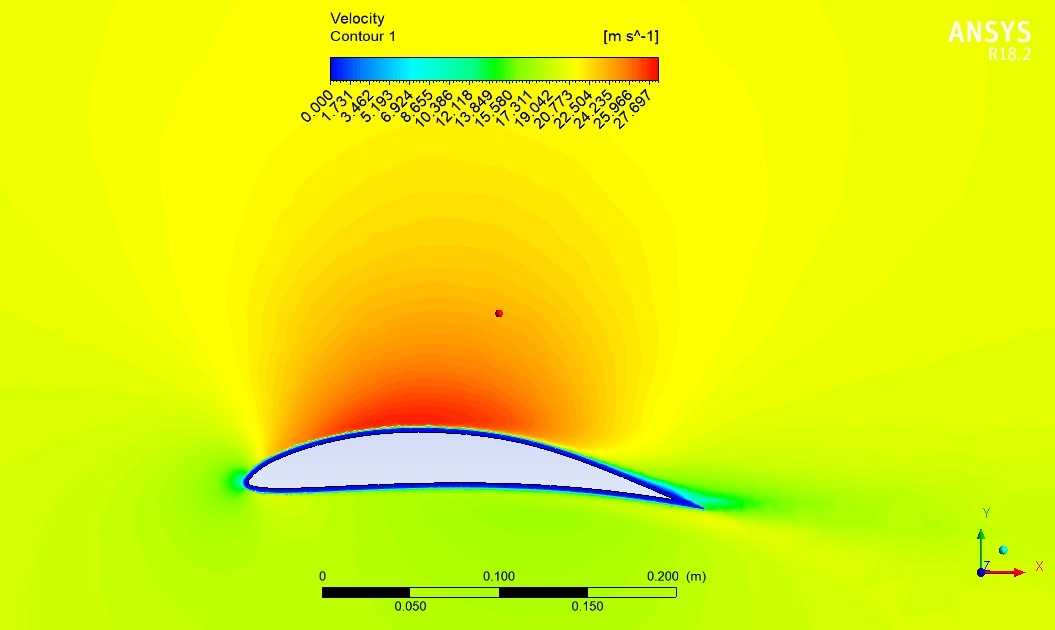 Velocity
Contour 1
[m s^-1]
ANSYS
R18.2
0.000
1.731
3.462
5.193
6.924
8.655
10.386
12.118
13.849
15.580
17.311
19.042
20.773
22.504
24.235
25.966
27.697
0 0.100 0.200 (m)
0.050 0.150
Y
Z
X